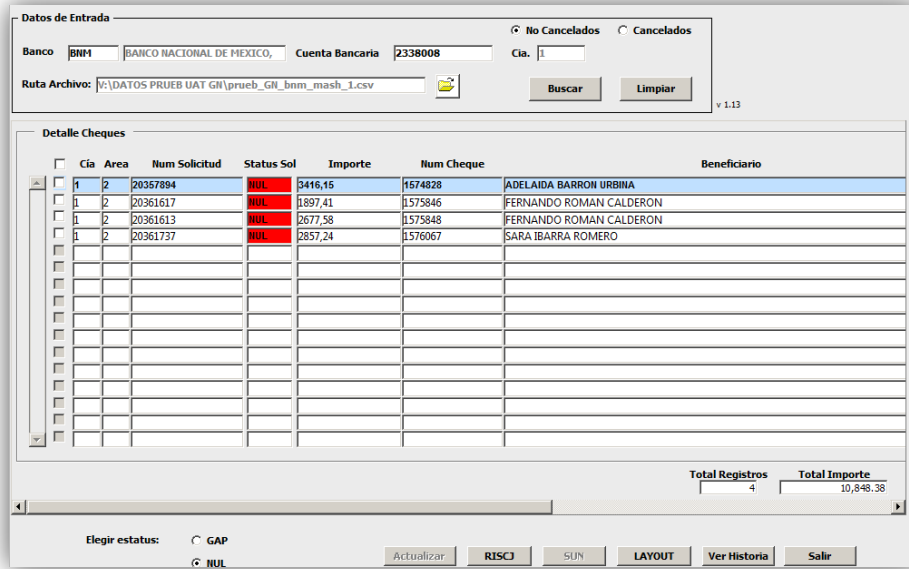 Datos de Entrada
No Cancelados Cancelados
Banco BNM BANCO NACIONAL DE MEXICO, Cuenta Bancaria 2338008 Cia. 1
Ruta Archivo: V:\DATOS PRUEB UAT GN\prueb_GN_bnm_mash_1.csv Buscar Limpiar
v 1.13
Detalle Cheques
Cía Area Num Solicitud Status Sol Importe Num Cheque Beneficiario
1 2 20357894 NUL 3416,15 1574828 ADELAIDA BARRON URBINA
1 2 20361617 NUL 1897,41 1575846 FERNANDO ROMAN CALDERON
1 2 20361613 NUL 2677,58 1575848 FERNANDO ROMAN CALDERON
1 2 20361737 NUL 2857,24 1576067 SARA IBARRA ROMERO
Total Registros Total Importe
4 10,848.38
Elegir estatus: GAP
Actualizar RISCJ SUN LAYOUT Ver Historia Salir
NUL